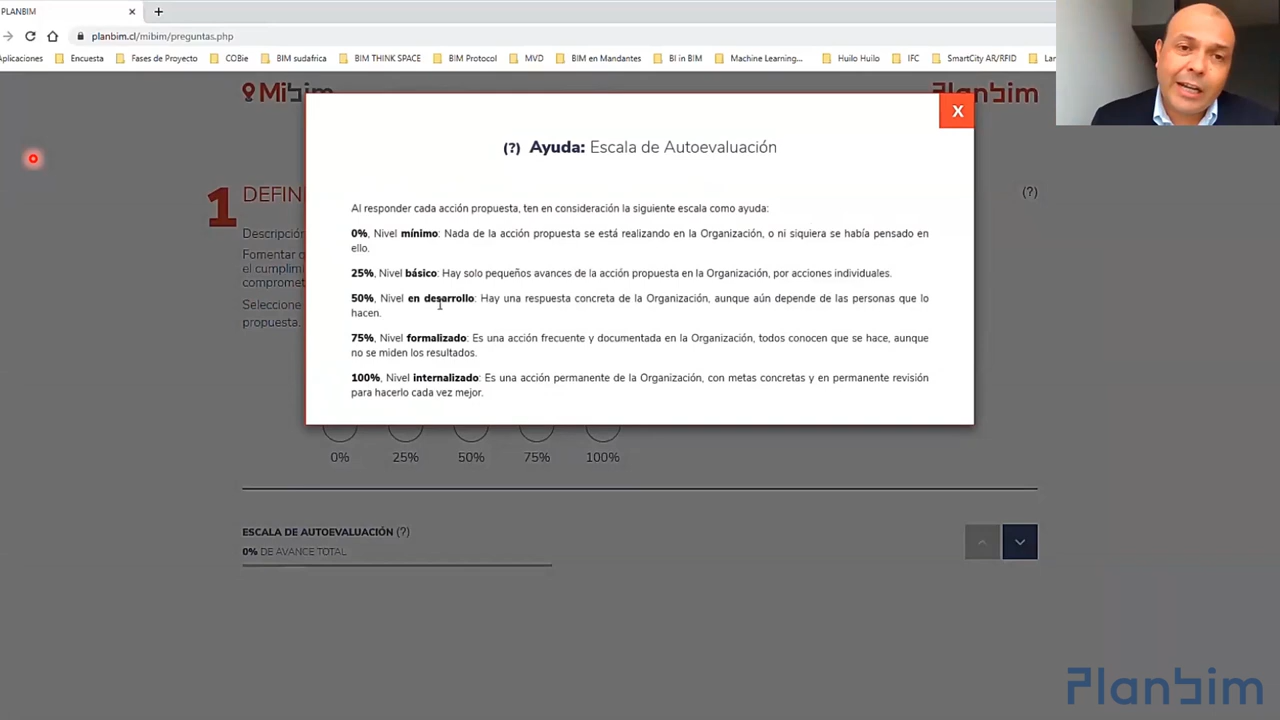 PLANBIM
planbim.cl/mibim/preguntas.php
Aplicaciones Encuesta Fases de Proyecto COBie BIM sudafrica BIM THINK SPACE BIM Protocol MVD BIM en Mandantes BI in BIM Machine Learning... Huilo Huilo IFC SmartCity AR/RFID Lar
Mibim
Planbim
X
(?) Ayuda: Escala de Autoevaluación
1 DEFINI
(?)
Al responder cada acción propuesta, ten en consideración la siguiente escala como ayuda:
Descripción
0%, Nivel mínimo: Nada de la acción propuesta se está realizando en la Organización, o ni siquiera se había pensado en
ello.
Fomentar
el cumplimi
compromet
25%, Nivel básico: Hay solo pequeños avances de la acción propuesta en la Organización, por acciones individuales.
Seleccione
propuesta.
50%, Nivel en desarrollo: Hay una respuesta concreta de la Organización, aunque aún depende de las personas que lo
hacen.
75%, Nivel formalizado: Es una acción frecuente y documentada en la Organización, todos conocen que se hace, aunque
no se miden los resultados.
100%, Nivel internalizado: Es una acción permanente de la Organización, con metas concretas y en permanente revisión
para hacerlo cada vez mejor.
0% 25% 50% 75% 100%
ESCALA DE AUTOEVALUACIÓN (?)
0% DE AVANCE TOTAL
Planbim